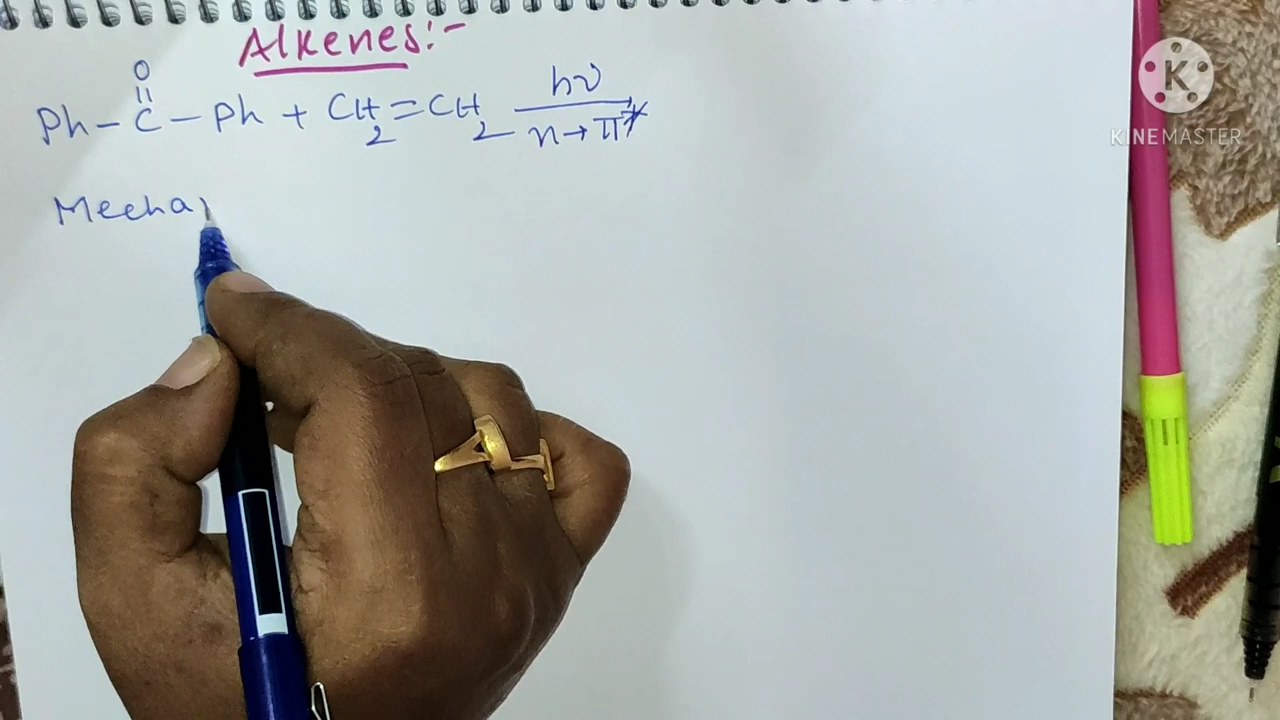 Alkenes:-
O
||
Ph-C-Ph + CH2=CH2 hν
n→π*
Mecha
K
KINEMASTER